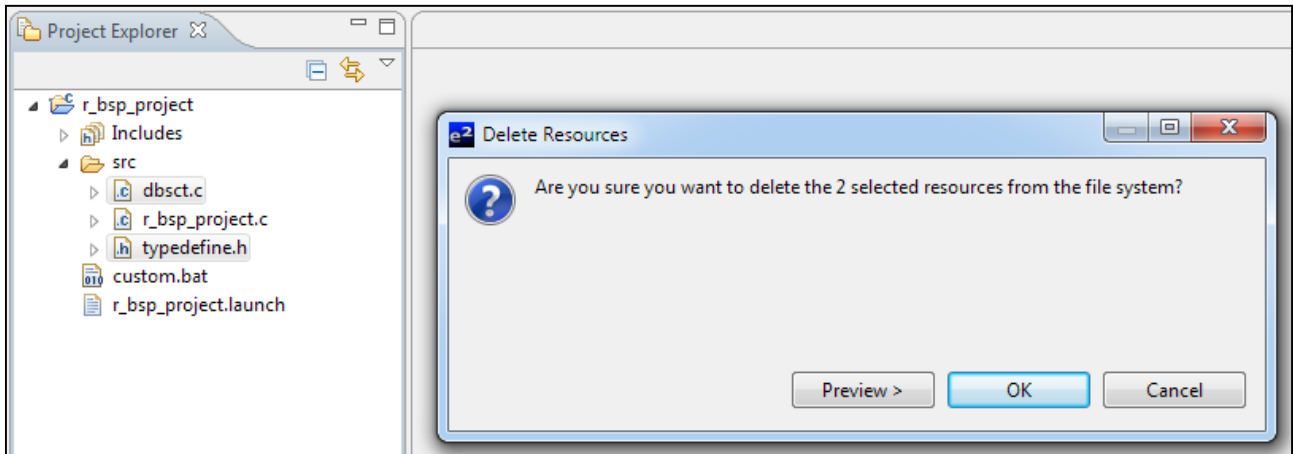 Project Explorer
r_bsp_project
Includes
src
dbsct.c
r_bsp_project.c
typedefine.h
custom.bat
r_bsp_project.launch
e2 Delete Resources
Are you sure you want to delete the 2 selected resources from the file system?
Preview >
OK
Cancel